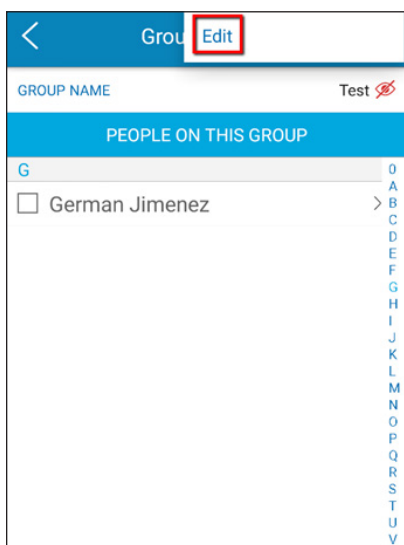 Grou
Edit
GROUP NAME
Test
PEOPLE ON THIS GROUP
G
German Jimenez
0
A
B
C
D
E
F
G
H
I
J
K
L
M
N
O
P
Q
R
S
T
U
V